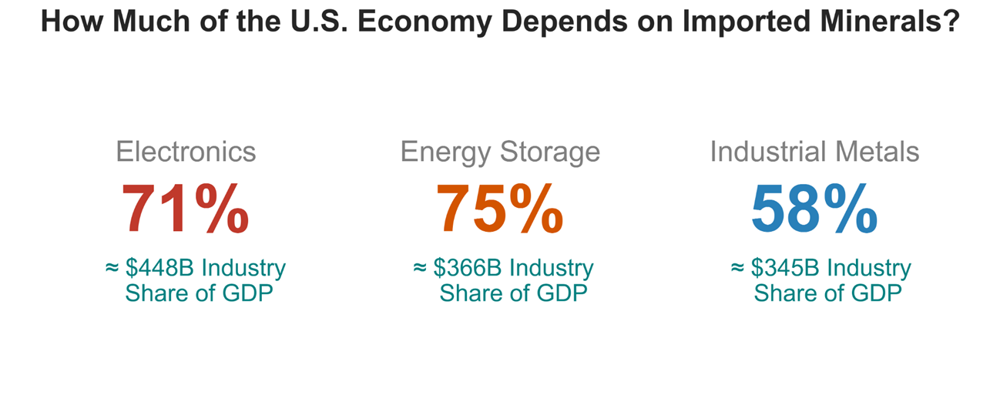 How Much of the U.S. Economy Depends on Imported Minerals?
Electronics
71%
≈ $448B Industry
Share of GDP
Energy Storage
75%
≈ $366B Industry
Share of GDP
Industrial Metals
58%
≈ $345B Industry
Share of GDP